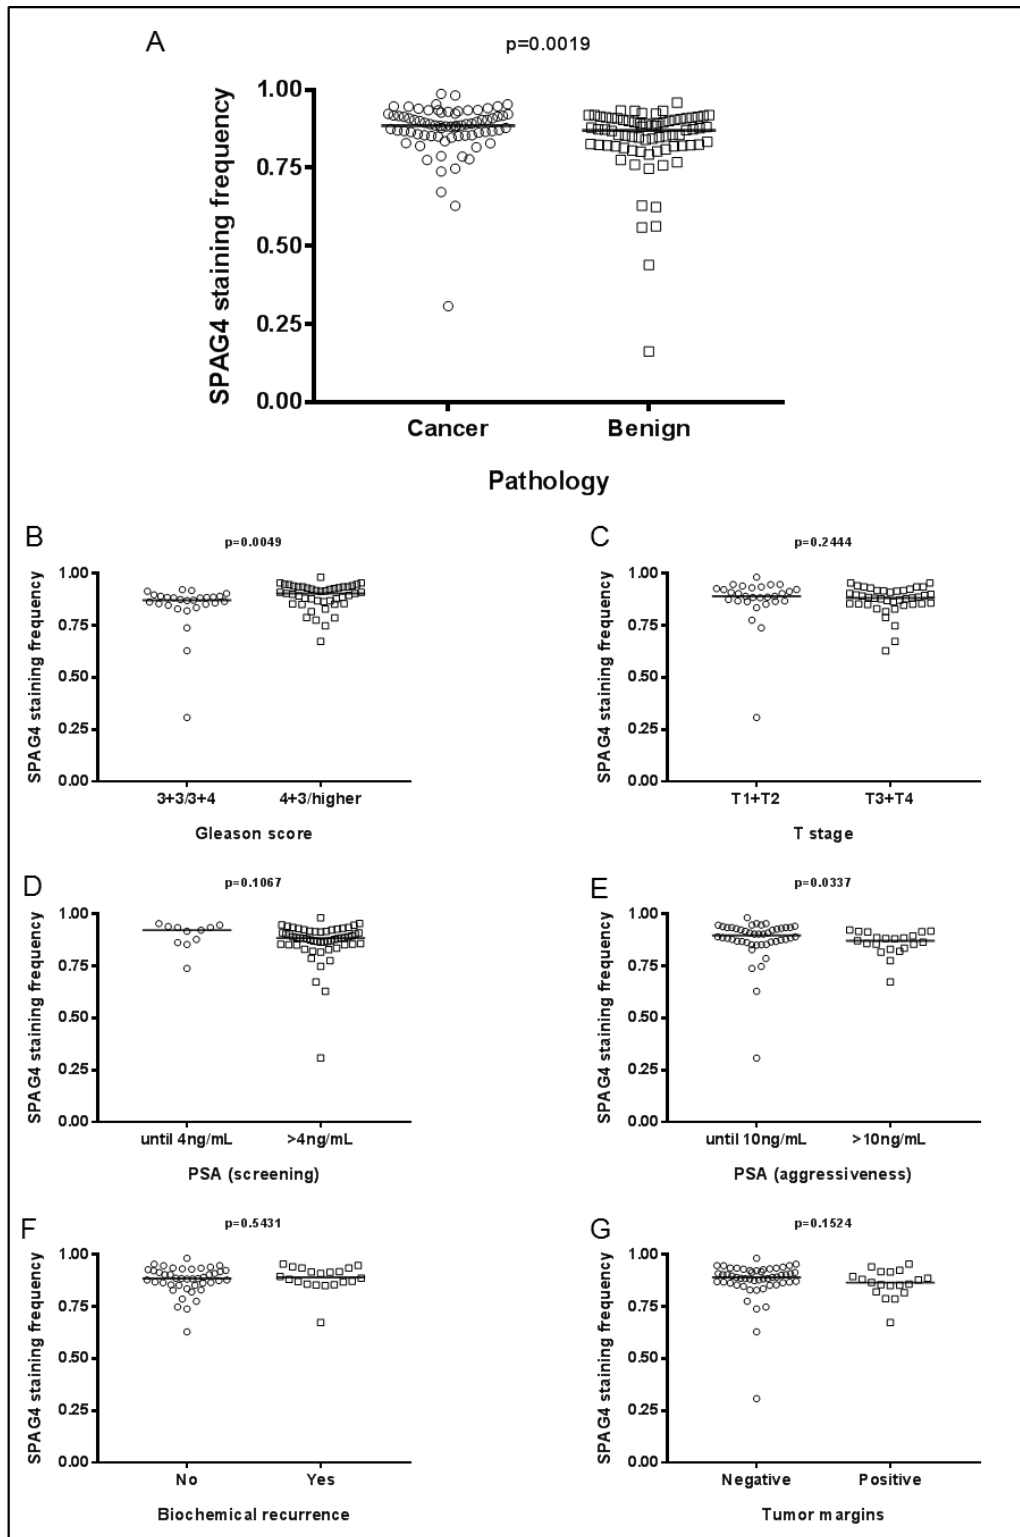 A
p=0.0019
SPAG4 staining frequency
1.00
0.75
0.50
0.25
0.00
Cancer Benign
Pathology
B
p=0.0049
SPAG4 staining frequency
1.00
0.75
0.50
0.25
0.00
3+3/3+4 4+3/higher
Gleason score
C
p=0.2444
SPAG4 staining frequency
1.00
0.75
0.50
0.25
0.00
T1+T2 T3+T4
T stage
D
p=0.1067
SPAG4 staining frequency
1.00
0.75
0.50
0.25
0.00
until 4ng/mL >4ng/mL
PSA (screening)
E
p=0.0337
SPAG4 staining frequency
1.00
0.75
0.50
0.25
0.00
until 10ng/mL >10ng/mL
PSA (aggressiveness)
F
p=0.5431
SPAG4 staining frequency
1.00
0.75
0.50
0.25
0.00
No Yes
Biochemical recurrence
G
p=0.1524
SPAG4 staining frequency
1.00
0.75
0.50
0.25
0.00
Negative Positive
Tumor margins